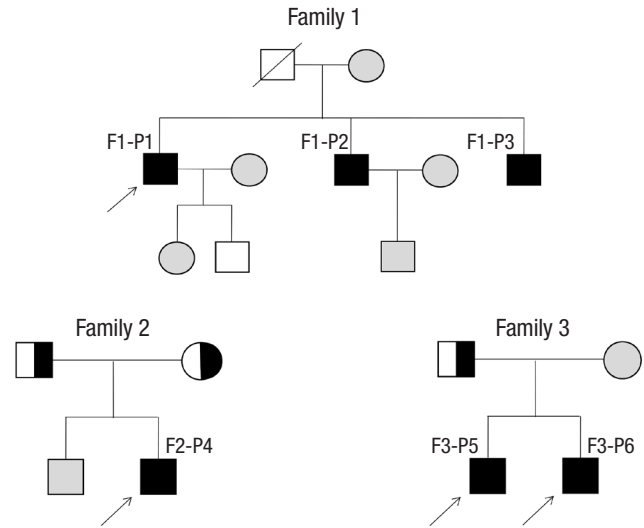 Family 1
F1-P1
F1-P2
F1-P3
Family 2
Family 3
F2-P4
F3-P5
F3-P6